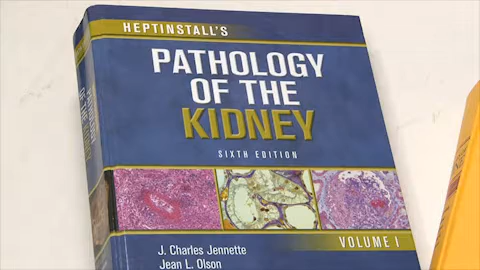 HEPTINSTALL'S
PATHOLOGY
OF THE
KIDNEY
SIXTH EDITION
VOLUME I
J. Charles Jennette
Jean L. Olson